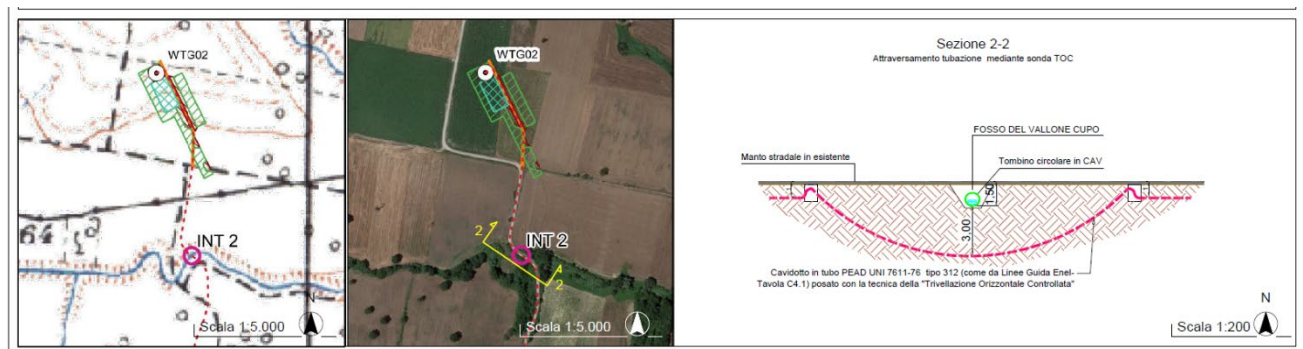 WTG02
INT 2
Scala 1:5.000
WTG02
2
INT 2
2
Scala 1:5.000
Sezione 2-2
Attraversamento tubazione mediante sonda TOC
FOSSO DEL VALLONE CUPO
Manto stradale in esistente
Tombino circolare in CAV
1
1.50
1
3.00
Cavidotto in tubo PEAD UNI 7611-76 tipo 312 (come da Linee Guida Enel-
Tavola C4.1) posato con la tecnica della "Trivellazione Orizzontale Controllata"
N
Scala 1:200